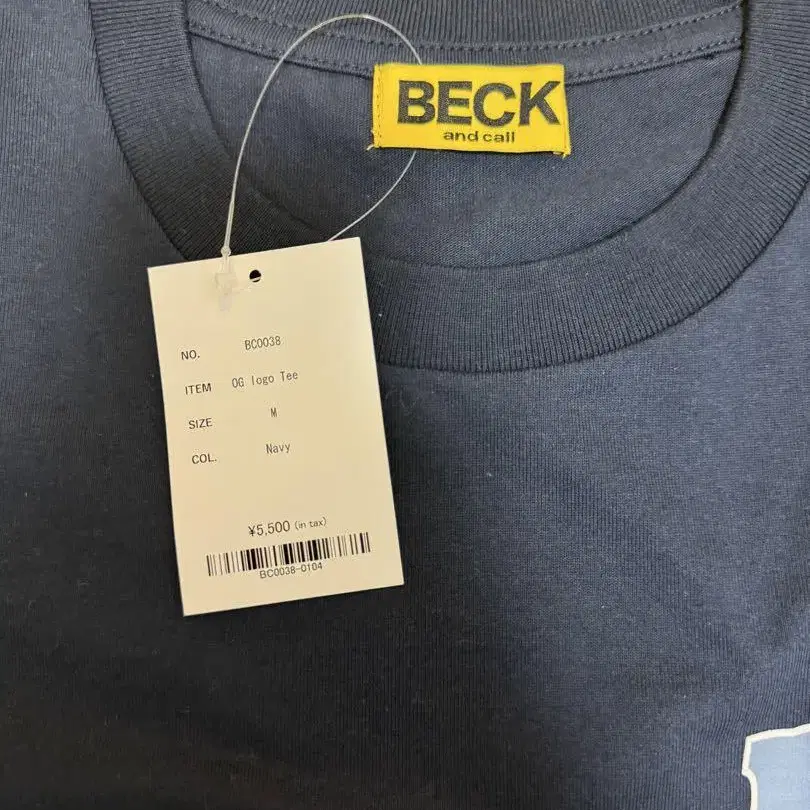 BECK
and call
NO. BC0038
ITEM OG logo Tee
SIZE M
COL. Navy
¥5,500 (in tax)
BC0038-0104